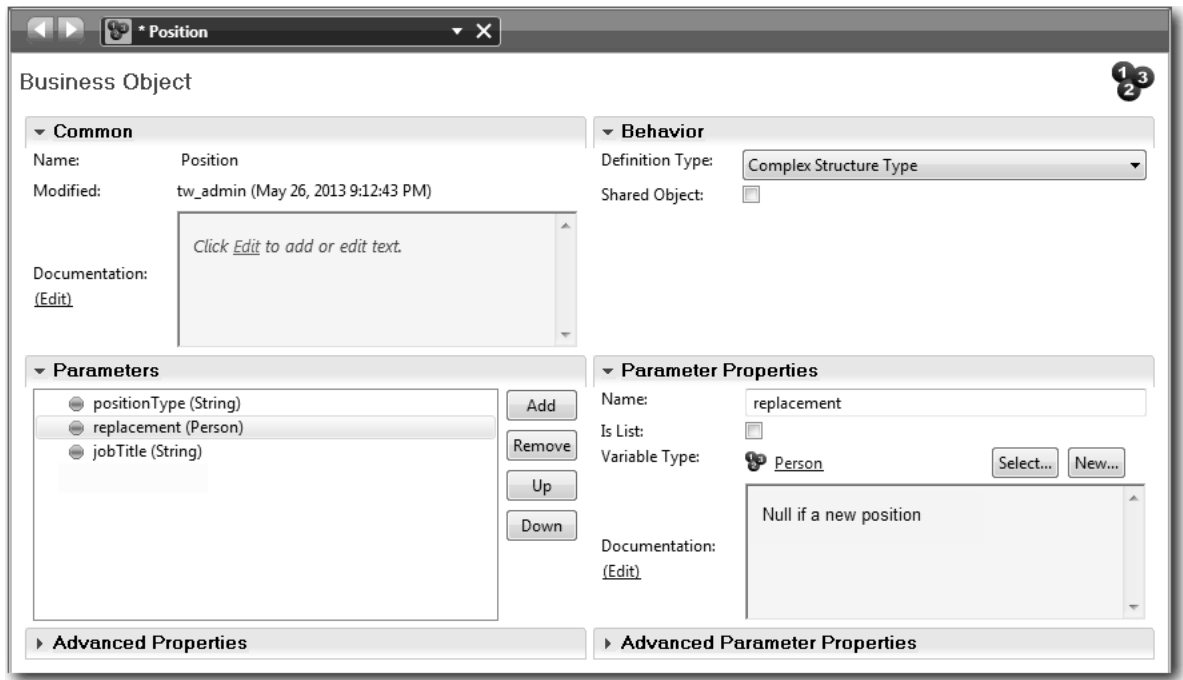 * Position
Business Object
1 2 3
Common
Name: Position
Modified: tw_admin (May 26, 2013 9:12:43 PM)
Click Edit to add or edit text.
Documentation:
(Edit)
Behavior
Definition Type: Complex Structure Type
Shared Object:
Parameters
positionType (String)
replacement (Person)
jobTitle (String)
Add
Remove
Up
Down
Parameter Properties
Name: replacement
Is List:
Variable Type: Person Select... New...
Null if a new position
Documentation:
(Edit)
Advanced Properties
Advanced Parameter Properties